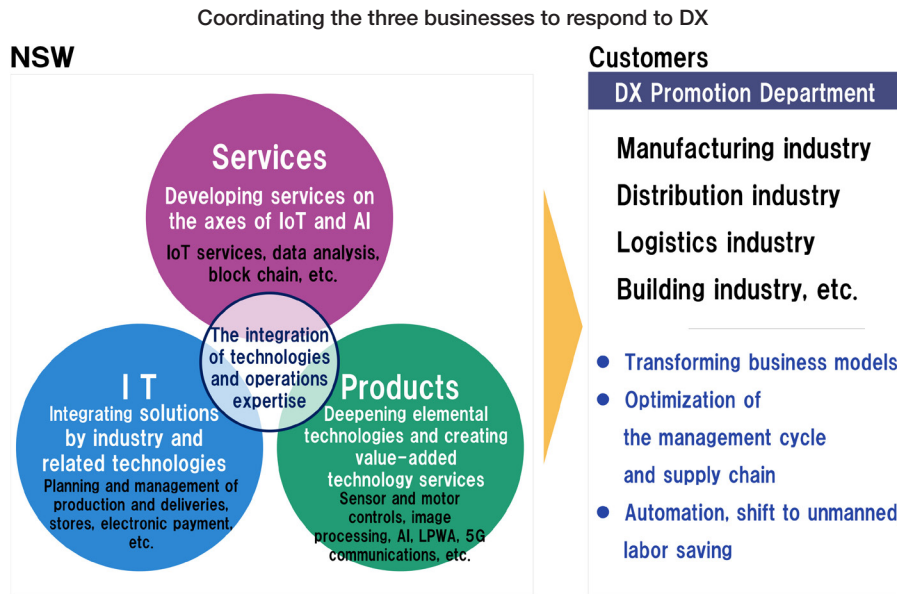 Coordinating the three businesses to respond to DX
NSW
Services
Developing services on
the axes of IoT and AI
IoT services, data analysis,
block chain, etc.
The integration
of technologies
and operations
expertise
IT
Integrating solutions
by industry and
related technologies
Planning and management of
production and deliveries,
stores, electronic payment,
etc.
Products
Deepening elemental
technologies and creating
value-added
technology services
Sensor and motor
controls, image
processing, AI, LPWA, 5G
communications, etc.
Customers
DX Promotion Department
Manufacturing industry
Distribution industry
Logistics industry
Building industry, etc.
● Transforming business models
● Optimization of
the management cycle
and supply chain
● Automation, shift to unmanned
labor saving